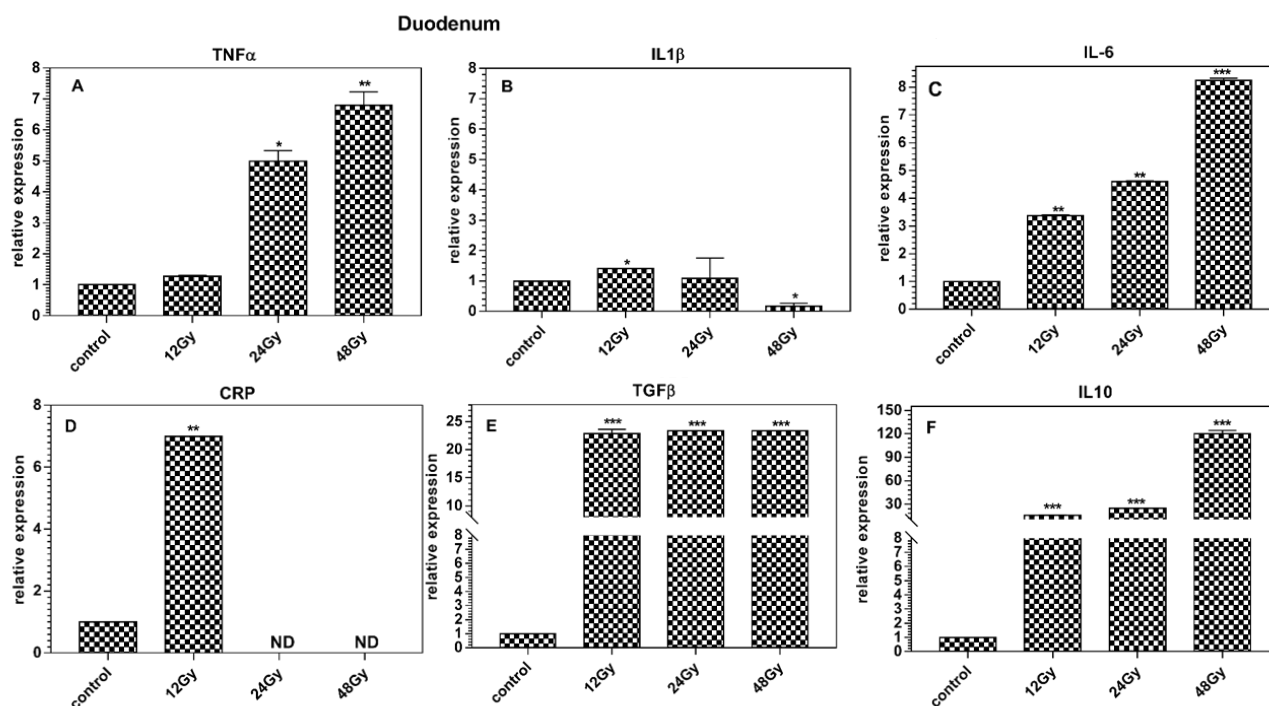 Duodenum
TNFα
A
**
*
relative expression
8
7
6
5
4
3
2
1
0
control
12Gy
24Gy
48Gy
IL1β
B
*
*
relative expression
8
7
6
5
4
3
2
1
0
control
12Gy
24Gy
48Gy
IL-6
C
***
**
**
relative expression
8
7
6
5
4
3
2
1
0
control
12Gy
24Gy
48Gy
CRP
D
**
ND
ND
relative expression
8
6
4
2
0
control
12Gy
24Gy
48Gy
TGFβ
E
***
***
***
relative expression
25
20
15
10
8
7
6
5
4
3
2
1
0
control
12Gy
24Gy
48Gy
IL10
F
***
***
***
relative expression
150
120
90
60
30
8
7
6
5
4
3
2
1
0
control
12Gy
24Gy
48Gy